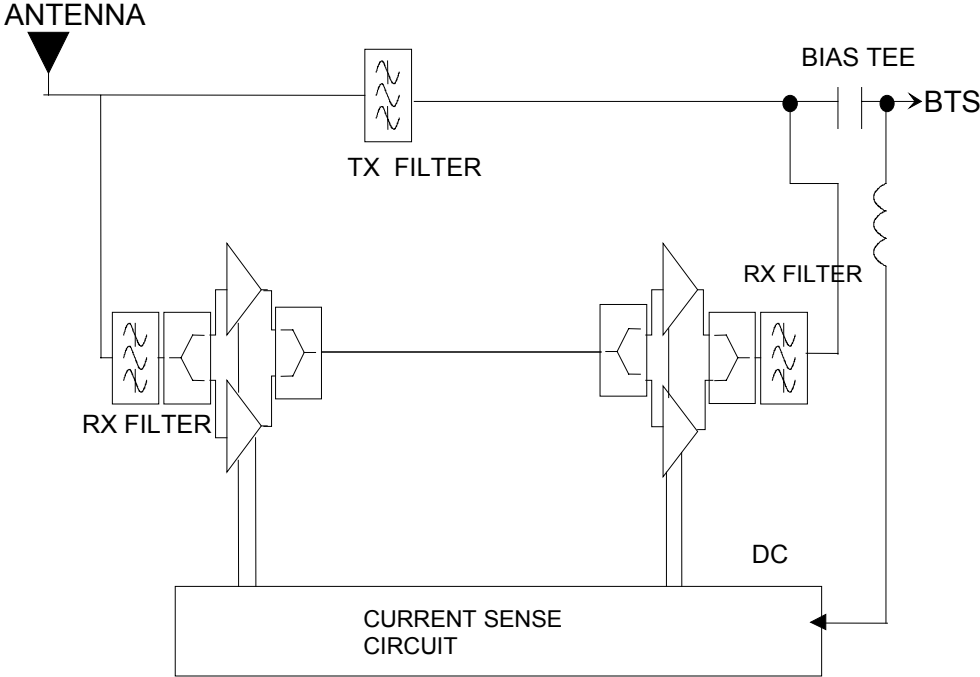 ANTENNA
BIAS TEE
BTS
TX FILTER
RX FILTER
RX FILTER
DC
CURRENT SENSE
CIRCUIT